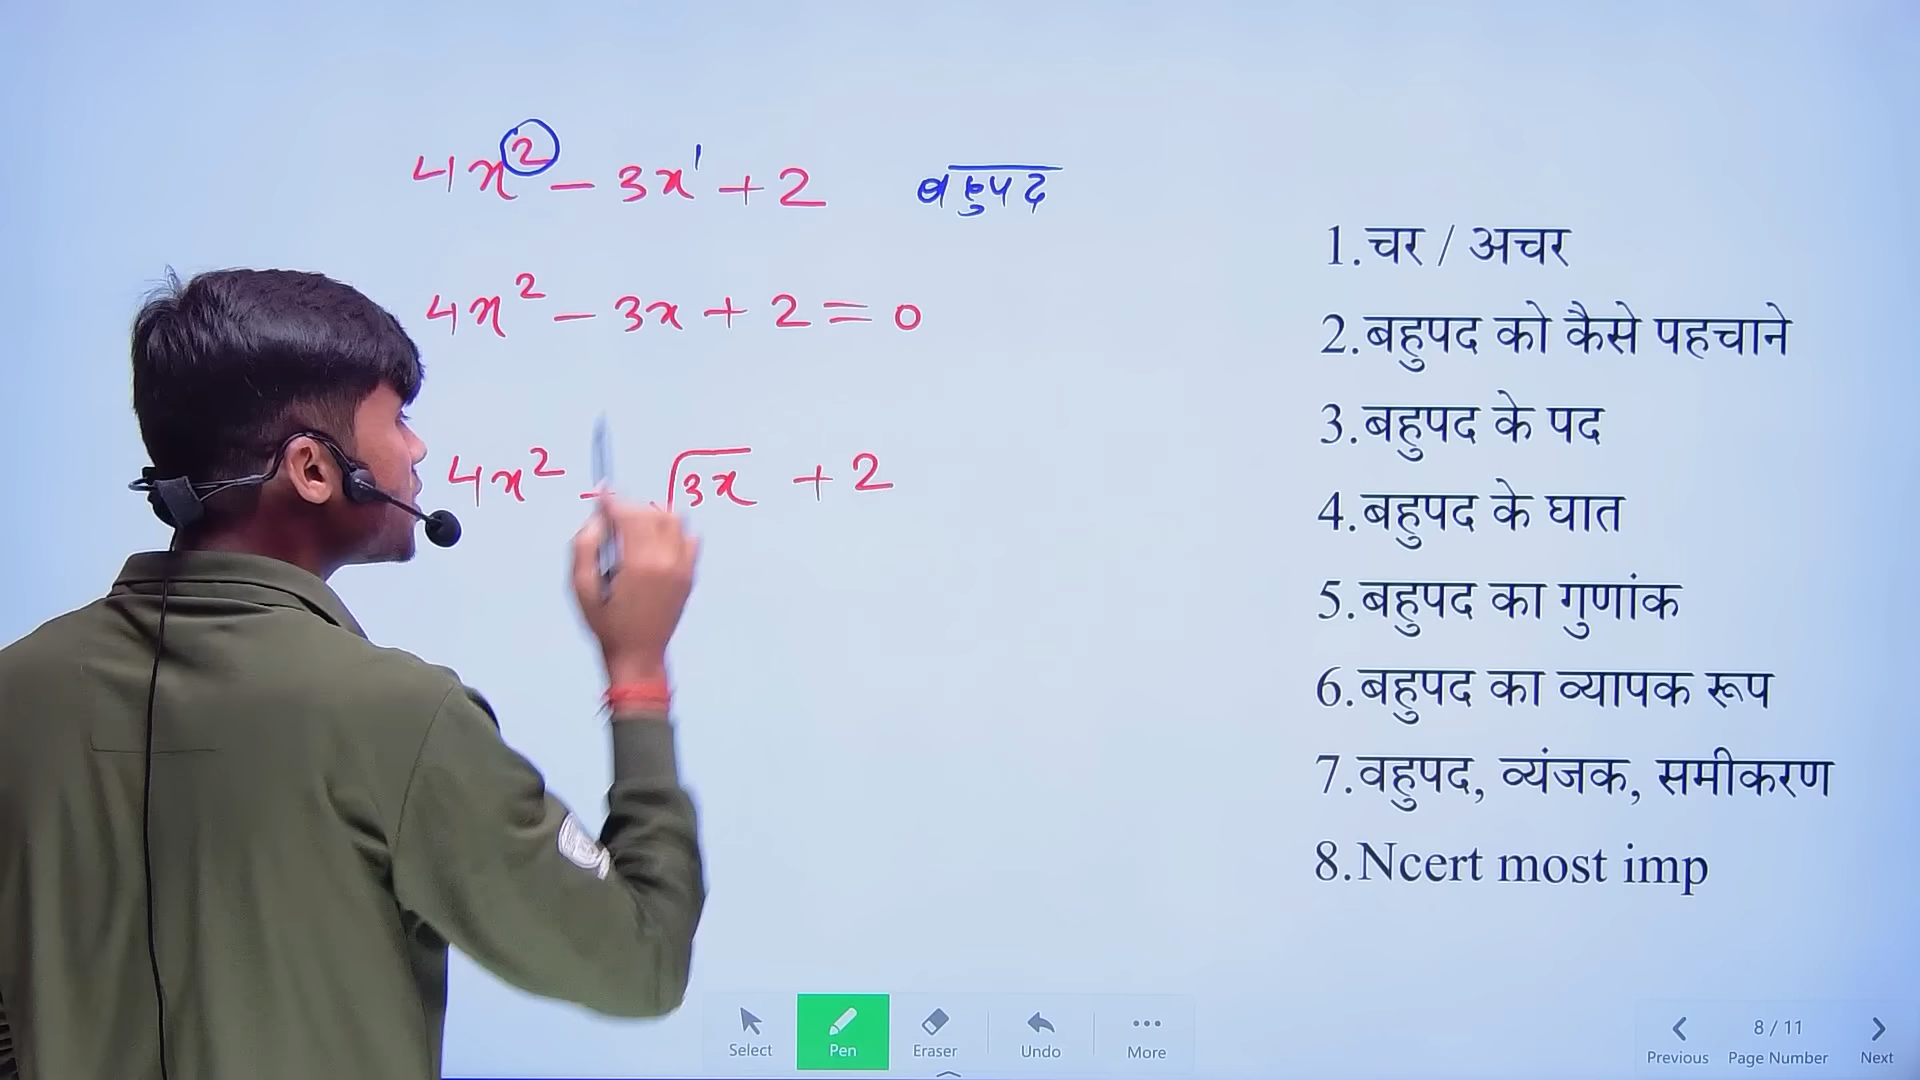 4x² - 3x¹ + 2 बहुपद
4x² - 3x + 2 = 0
4x² - √3x + 2
1.चर / अचर
2.बहुपद को कैसे पहचाने
3.बहुपद के पद
4.बहुपद के घात
5.बहुपद का गुणांक
6.बहुपद का व्यापक रूप
7.वहुपद, व्यंजक, समीकरण
8.Ncert most imp
Select Pen Eraser Undo More
8 / 11
Previous Page Number Next